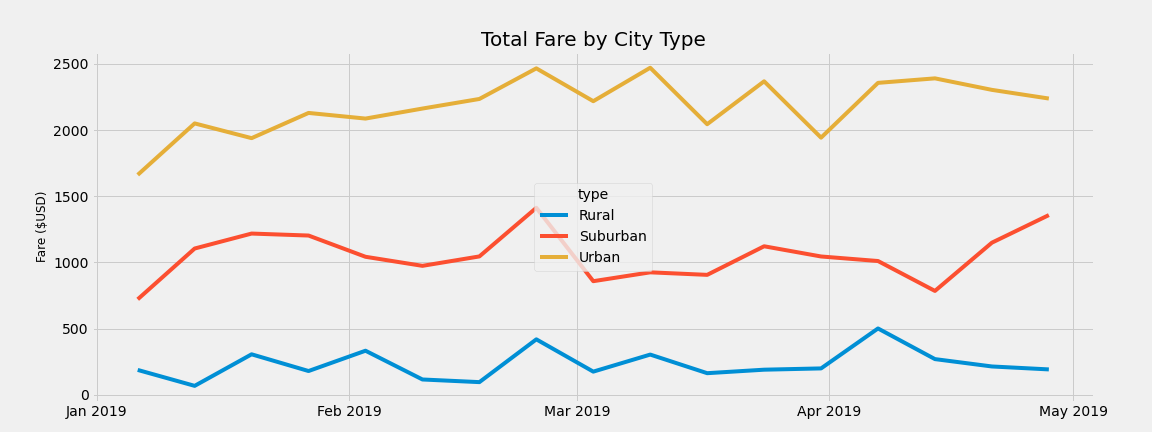 Total Fare by City Type
Fare ($USD)
2500
2000
1500
1000
500
0
type
Rural
Suburban
Urban
Jan 2019
Feb 2019
Mar 2019
Apr 2019
May 2019